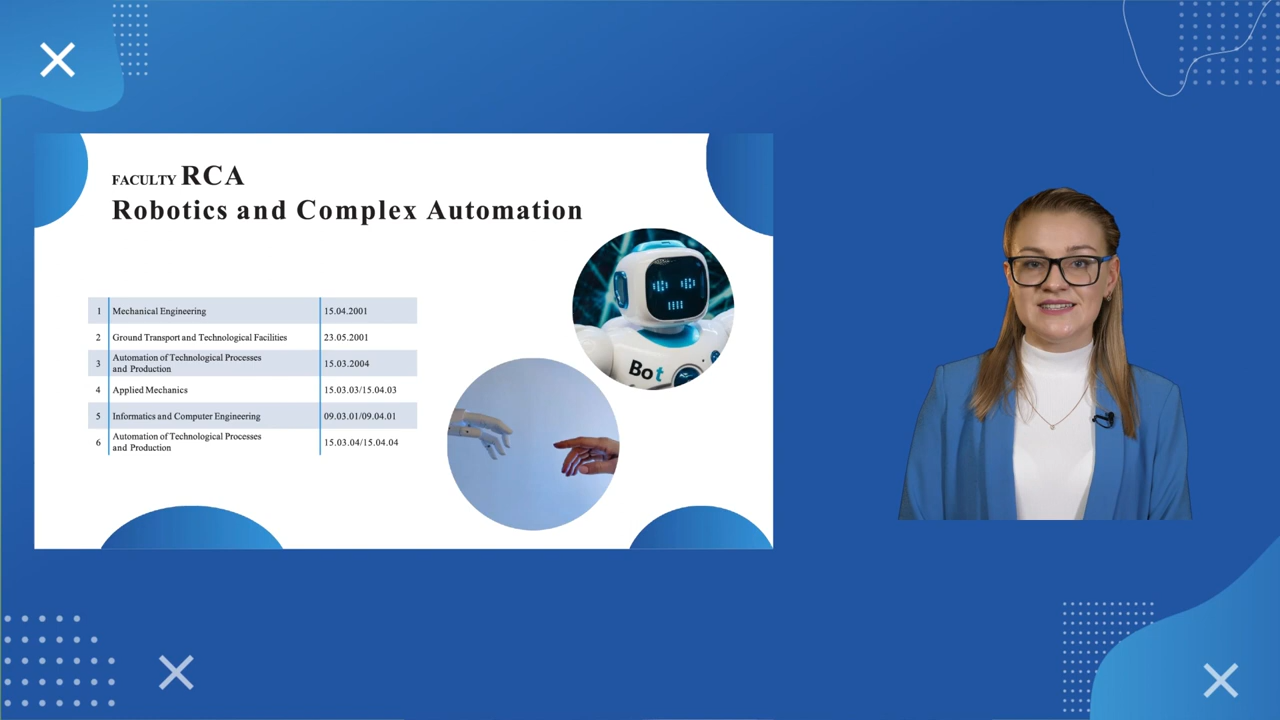 FACULTY RCA
Robotics and Complex Automation
1 Mechanical Engineering 15.04.2001
2 Ground Transport and Technological Facilities 23.05.2001
3 Automation of Technological Processes and Production 15.03.2004
4 Applied Mechanics 15.03.03/15.04.03
5 Informatics and Computer Engineering 09.03.01/09.04.01
6 Automation of Technological Processes and Production 15.03.04/15.04.04
Bot